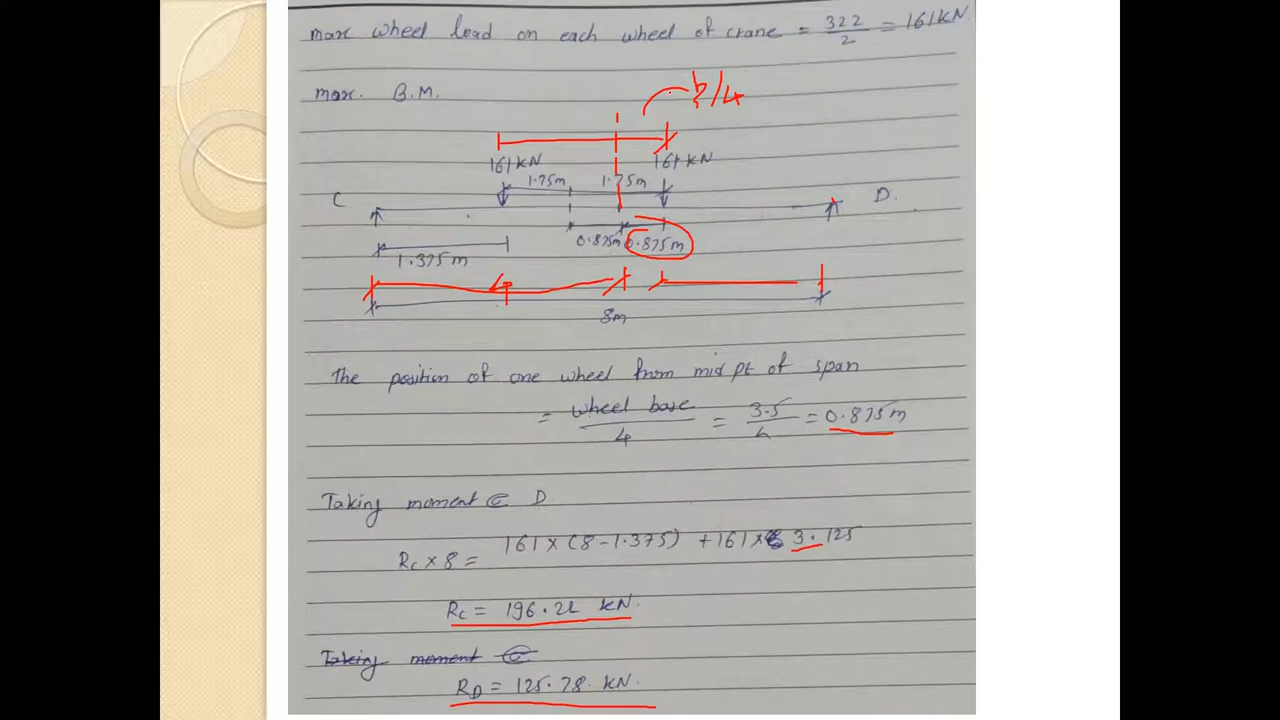 max wheel load on each wheel of crane = 322/2 = 161 kN
max. B.M.
b/4
161 kN 161 kN
1.75m 1.75m
C D.
0.875m 0.875m
1.375m
4
8m
The position of one wheel from mid pt of span
= wheel base/4 = 3.5/4 = 0.875m
Taking moment @ D.
Rc × 8 = 161 × (8 - 1.375) + 161 × 3.125
Rc = 196.22 kN.
Taking moment @
RD = 125.78 kN.